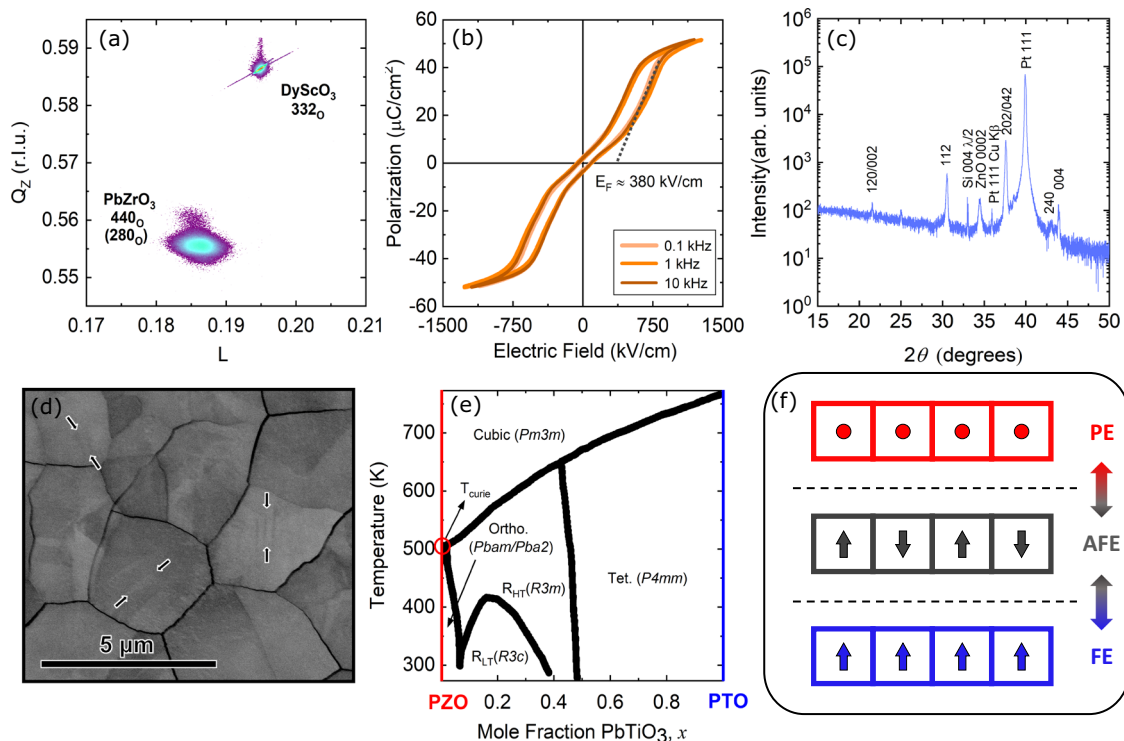 (a)
0.59
0.58
0.57
0.56
0.55
Q_Z (r.l.u.)
DyScO₃
332_O
PbZrO₃
440_O
(280_O)
0.17 0.18 0.19 0.20 0.21
L
(b)
60
40
20
0
-20
-40
-60
Polarization (μC/cm²)
E_F ≈ 380 kV/cm
0.1 kHz
1 kHz
10 kHz
-1500 -750 0 750 1500
Electric Field (kV/cm)
(c)
10⁶
10⁵
10⁴
10³
10²
10¹
10⁰
Intensity(arb. units)
120/002
112
Si 004 λ/2
ZnO 0002
Pt 111 Cu Kβ
202/042
Pt 111
240
004
15 20 25 30 35 40 45 50
2θ (degrees)
(d)
5 μm
(e)
700
600
500
400
300
Temperature (K)
Cubic (Pm3m)
T_curie
Ortho.
(Pbam/Pba2)
R_HT(R3m)
Tet. (P4mm)
R_LT(R3c)
PZO 0.2 0.4 0.6 0.8 PTO
Mole Fraction PbTiO₃, x
(f)
PE
AFE
FE